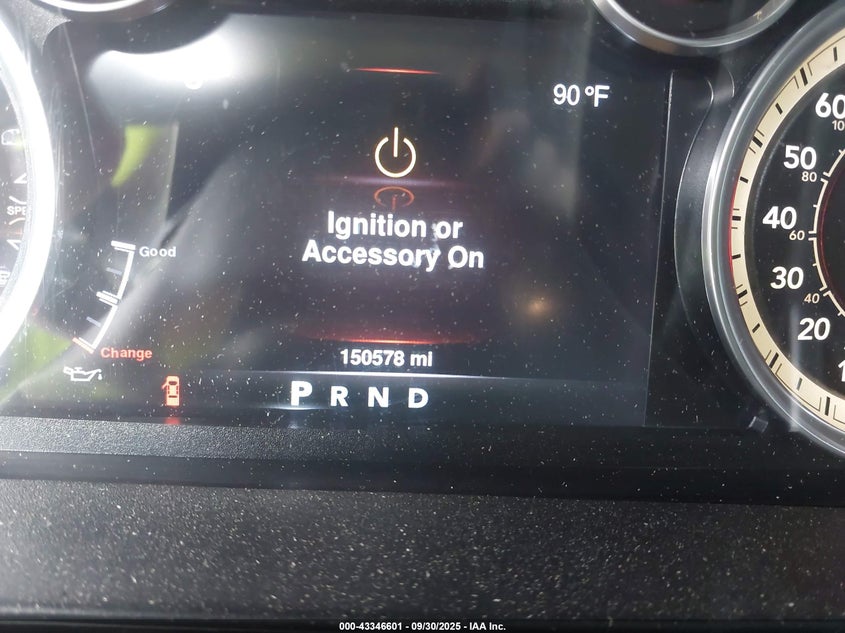 90 °F
Ignition or
Accessory On
Good
Change
150578 mi
P R N D
60
50
80
40
60
30
40
20
000-43346601 - 09/30/2025 - IAA Inc.